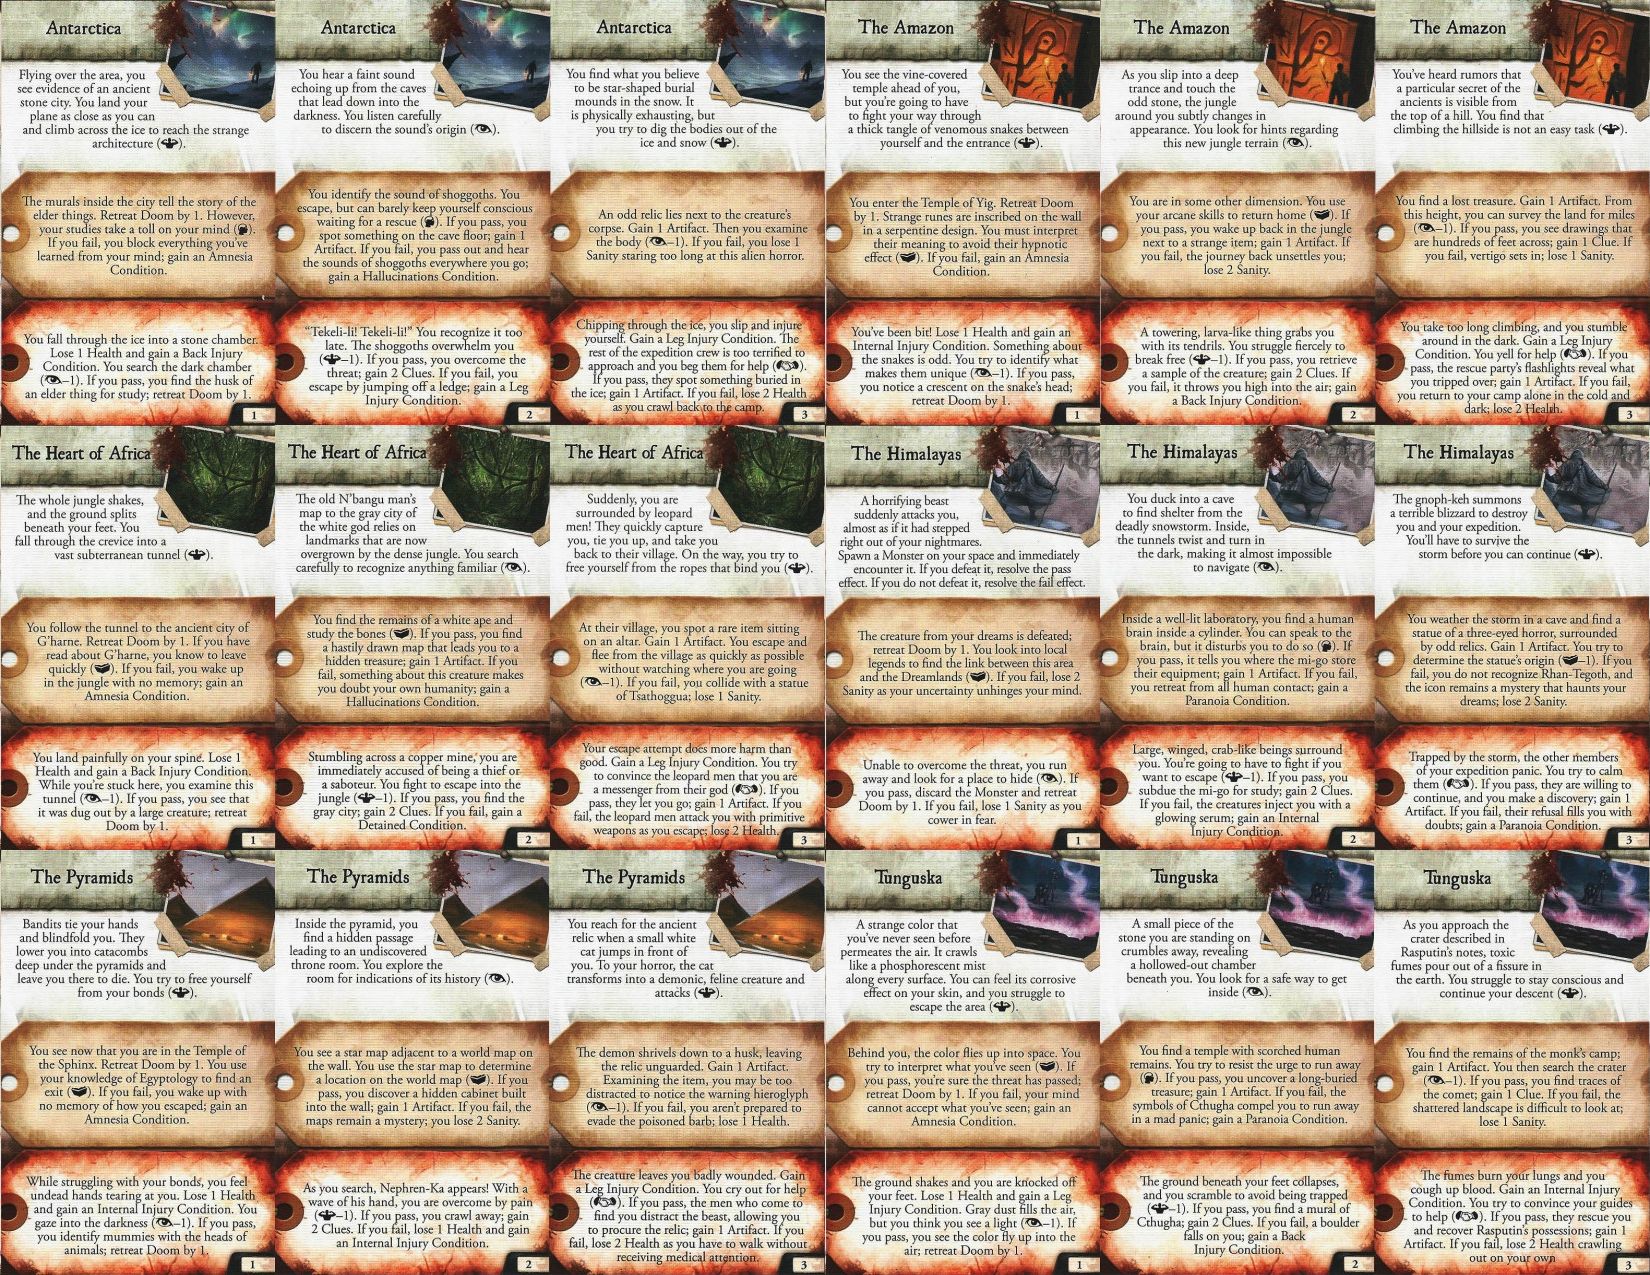 Antarctica
Flying over the area, you
see evidence of an ancient
stone city. You land your
plane as close as you can
and climb across the ice to reach the strange
architecture ( ).
The murals inside the city tell the story of the
elder things. Retreat Doom by 1. However,
your studies take a toll on your mind ( ).
If you fail, you block everything you've
learned from your mind; gain an Amnesia
Condition.
You fall through the ice into a stone chamber.
Lose 1 Health and gain a Back Injury
Condition. You search the dark chamber
( –1). If you pass, you find the husk of
an elder thing for study; retreat Doom by 1.
1
Antarctica
You hear a faint sound
echoing up from the caves
that lead down into the
darkness. You listen carefully
to discern the sound's origin ( ).
You identify the sound of shoggoths. You
escape, but can barely keep yourself conscious
waiting for a rescue ( ). If you pass, you
spot something on the cave floor; gain 1
Artifact. If you fail, you pass out and hear
the sounds of shoggoths everywhere you go;
gain a Hallucinations Condition.
"Tekeli-li! Tekeli-li!" You recognize it too
late. The shoggoths overwhelm you
( –1). If you pass, you overcome the
threat; gain 2 Clues. If you fail, you
escape by jumping off a ledge; gain a Leg
Injury Condition.
2
Antarctica
You find what you believe
to be star-shaped burial
mounds in the snow. It
is physically exhausting, but
you try to dig the bodies out of the
ice and snow ( ).
An odd relic lies next to the creature's
corpse. Gain 1 Artifact. Then you examine
the body ( –1). If you fail, you lose 1
Sanity staring too long at this alien horror.
Chipping through the ice, you slip and injure
yourself. Gain a Leg Injury Condition. The
rest of the expedition crew is too terrified to
approach and you beg them for help ( ).
If you pass, they spot something buried in
the ice; gain 1 Artifact. If you fail, lose 2 Health
as you crawl back to the camp.
3
The Amazon
You see the vine-covered
temple ahead of you,
but you're going to have
to fight your way through
a thick tangle of venomous snakes between
yourself and the entrance ( ).
You enter the Temple of Yig. Retreat Doom
by 1. Strange runes are inscribed on the wall
in a serpentine design. You must interpret
their meaning to avoid their hypnotic
effect ( ). If you fail, gain an Amnesia
Condition.
You've been bit! Lose 1 Health and gain an
Internal Injury Condition. Something about
the snakes is odd. You try to identify what
makes them unique ( –1). If you pass,
you notice a crescent on the snake's head;
retreat Doom by 1.
1
The Amazon
As you slip into a deep
trance and touch the
odd stone, the jungle
around you subtly changes in
appearance. You look for hints regarding
this new jungle terrain ( ).
You are in some other dimension. You use
your arcane skills to return home ( ). If
you pass, you wake up back in the jungle
next to a strange item; gain 1 Artifact. If
you fail, the journey back unsettles you;
lose 2 Sanity.
A towering, larva-like thing grabs you
with its tendrils. You struggle fiercely to
break free ( –1). If you pass, you retrieve
a sample of the creature; gain 2 Clues. If
you fail, it throws you high into the air; gain
a Back Injury Condition.
2
The Amazon
You've heard rumors that
a particular secret of the
ancients is visible from
the top of a hill. You find that
climbing the hillside is not an easy task ( ).
You find a lost treasure. Gain 1 Artifact. From
this height, you can survey the land for miles
( –1). If you pass, you see drawings that
are hundreds of feet across; gain 1 Clue. If
you fail, vertigo sets in; lose 1 Sanity.
You take too long climbing, and you stumble
around in the dark. Gain a Leg Injury
Condition. You yell for help ( ). If you
pass, the rescue party's flashlights reveal what
you tripped over; gain 1 Artifact. If you fail,
you return to your camp alone in the cold and
dark; lose 2 Health.
3
The Heart of Africa
The whole jungle shakes,
and the ground splits
beneath your feet. You
fall through the crevice into a
vast subterranean tunnel ( ).
You follow the tunnel to the ancient city of
G'harne. Retreat Doom by 1. If you have
read about G'harne, you know to leave
quickly ( ). If you fail, you wake up
in the jungle with no memory; gain an
Amnesia Condition.
You land painfully on your spine. Lose 1
Health and gain a Back Injury Condition.
While you're stuck here, you examine this
tunnel ( –1). If you pass, you see that
it was dug out by a large creature; retreat
Doom by 1.
1
The Heart of Africa
The old N'bangu man's
map to the gray city of
the white god relies on
landmarks that are now
overgrown by the dense jungle. You search
carefully to recognize anything familiar ( ).
You find the remains of a white ape and
study the bones ( ). If you pass, you find
a hastily drawn map that leads you to a
hidden treasure; gain 1 Artifact. If you
fail, something about this creature makes
you doubt your own humanity; gain a
Hallucinations Condition.
Stumbling across a copper mine, you are
immediately accused of being a thief or
a saboteur. You fight to escape into the
jungle ( –1). If you pass, you find the
gray city; gain 2 Clues. If you fail, gain a
Detained Condition.
2
The Heart of Africa
Suddenly, you are
surrounded by leopard
men! They quickly capture
you, tie you up, and take you
back to their village. On the way, you try to
free yourself from the ropes that bind you ( ).
At their village, you spot a rare item sitting
on an altar. Gain 1 Artifact. You escape and
flee from the village as quickly as possible
without watching where you are going
( –1). If you fail, you collide with a statue
of Tsathoggua; lose 1 Sanity.
Your escape attempt does more harm than
good. Gain a Leg Injury Condition. You try
to convince the leopard men that you are
a messenger from their god ( ). If you
pass, they let you go; gain 1 Artifact. If you
fail, the leopard men attack you with primitive
weapons as you escape; lose 2 Health.
3
The Himalayas
A horrifying beast
suddenly attacks you,
almost as if it had stepped
right out of your nightmares.
Spawn a Monster on your space and immediately
encounter it. If you defeat it, resolve the pass
effect. If you do not defeat it, resolve the fail effect.
The creature from your dreams is defeated;
retreat Doom by 1. You look into local
legends to find the link between this area
and the Dreamlands ( ). If you fail, lose 2
Sanity as your uncertainty unhinges your mind.
Unable to overcome the threat, you run
away and look for a place to hide ( ). If
you pass, discard the Monster and retreat
Doom by 1. If you fail, lose 1 Sanity as you
cower in fear.
1
The Himalayas
You duck into a cave
to find shelter from the
deadly snowstorm. Inside,
the tunnels twist and turn in
the dark, making it almost impossible
to navigate ( ).
Inside a well-lit laboratory, you find a human
brain inside a cylinder. You can speak to the
brain, but it disturbs you to do so ( ). If
you pass, it tells you where the mi-go store
their equipment; gain 1 Artifact. If you fail,
you retreat from all human contact; gain a
Paranoia Condition.
Large, winged, crab-like beings surround
you. You're going to have to fight if you
want to escape ( –1). If you pass, you
subdue the mi-go for study; gain 2 Clues.
If you fail, the creatures inject you with a
glowing serum; gain an Internal
Injury Condition.
2
The Himalayas
The gnoph-keh summons
a terrible blizzard to destroy
you and your expedition.
You'll have to survive the
storm before you can continue ( ).
You weather the storm in a cave and find a
statue of a three-eyed horror, surrounded
by odd relics. Gain 1 Artifact. You try to
determine the statue's origin ( –1). If you
fail, you do not recognize Rhan-Tegoth, and
the icon remains a mystery that haunts your
dreams; lose 2 Sanity.
Trapped by the storm, the other members
of your expedition panic. You try to calm
them ( ). If you pass, they are willing to
continue, and you make a discovery; gain 1
Artifact. If you fail, their refusal fills you with
doubts; gain a Paranoia Condition.
3
The Pyramids
Bandits tie your hands
and blindfold you. They
lower you into catacombs
deep under the pyramids and
leave you there to die. You try to free yourself
from your bonds ( ).
You see now that you are in the Temple of
the Sphinx. Retreat Doom by 1. You use
your knowledge of Egyptology to find an
exit ( ). If you fail, you wake up with
no memory of how you escaped; gain an
Amnesia Condition.
While struggling with your bonds, you feel
undead hands tearing at you. Lose 1 Health
and gain an Internal Injury Condition. You
gaze into the darkness ( –1). If you pass,
you identify mummies with the heads of
animals; retreat Doom by 1.
1
The Pyramids
Inside the pyramid, you
find a hidden passage
leading to an undiscovered
throne room. You explore the
room for indications of its history ( ).
You see a star map adjacent to a world map on
the wall. You use the star map to determine
a location on the world map ( ). If you
pass, you discover a hidden cabinet built
into the wall; gain 1 Artifact. If you fail, the
maps remain a mystery; you lose 2 Sanity.
As you search, Nephren-Ka appears! With a
wave of his hand, you are overcome by pain
( –1). If you pass, you crawl away; gain
2 Clues. If you fail, lose 1 Health and gain
an Internal Injury Condition.
2
The Pyramids
You reach for the ancient
relic when a small white
cat jumps in front of
you. To your horror, the cat
transforms into a demonic, feline creature and
attacks ( ).
The demon shrivels down to a husk, leaving
the relic unguarded. Gain 1 Artifact.
Examining the item, you may be too
distracted to notice the warning hieroglyph
( –1). If you fail, you aren't prepared to
evade the poisoned barb; lose 1 Health.
The creature leaves you badly wounded. Gain
a Leg Injury Condition. You cry out for help
( ). If you pass, the men who come to
find you distract the beast, allowing you
to procure the relic; gain 1 Artifact. If you
fail, lose 2 Health as you have to walk without
receiving medical attention.
3
Tunguska
A strange color that
you've never seen before
permeates the air. It crawls
like a phosphorescent mist
along every surface. You can feel its corrosive
effect on your skin, and you struggle to
escape the area ( ).
Behind you, the color flies up into space. You
try to interpret what you've seen ( ). If
you pass, you're sure the threat has passed;
retreat Doom by 1. If you fail, your mind
cannot accept what you've seen; gain an
Amnesia Condition.
The ground shakes and you are knocked off
your feet. Lose 1 Health and gain a Leg
Injury Condition. Gray dust fills the air,
but you think you see a light ( –1). If
you pass, you see the color fly up into the
air; retreat Doom by 1.
1
Tunguska
A small piece of the
stone you are standing on
crumbles away, revealing
a hollowed-out chamber
beneath you. You look for a safe way to get
inside ( ).
You find a temple with scorched human
remains. You try to resist the urge to run away
( ). If you pass, you uncover a long-buried
treasure; gain 1 Artifact. If you fail, the
symbols of Cthugha compel you to run away
in a mad panic; gain a Paranoia Condition.
The ground beneath your feet collapses,
and you scramble to avoid being trapped
( –1). If you pass, you find a mural of
Cthugha; gain 2 Clues. If you fail, a boulder
falls on you; gain a Back
Injury Condition.
2
Tunguska
As you approach the
crater described in
Rasputin's notes, toxic
fumes pour out of a fissure in
the earth. You struggle to stay conscious and
continue your descent ( ).
You find the remains of the monk's camp;
gain 1 Artifact. You then search the crater
( –1). If you pass, you find traces of
the comet; gain 1 Clue. If you fail, the
shattered landscape is difficult to look at;
lose 1 Sanity.
The fumes burn your lungs and you
cough up blood. Gain an Internal Injury
Condition. You try to convince your guides
to help ( ). If you pass, they rescue you
and recover Rasputin's possessions; gain 1
Artifact. If you fail, lose 2 Health crawling
out on your own
3